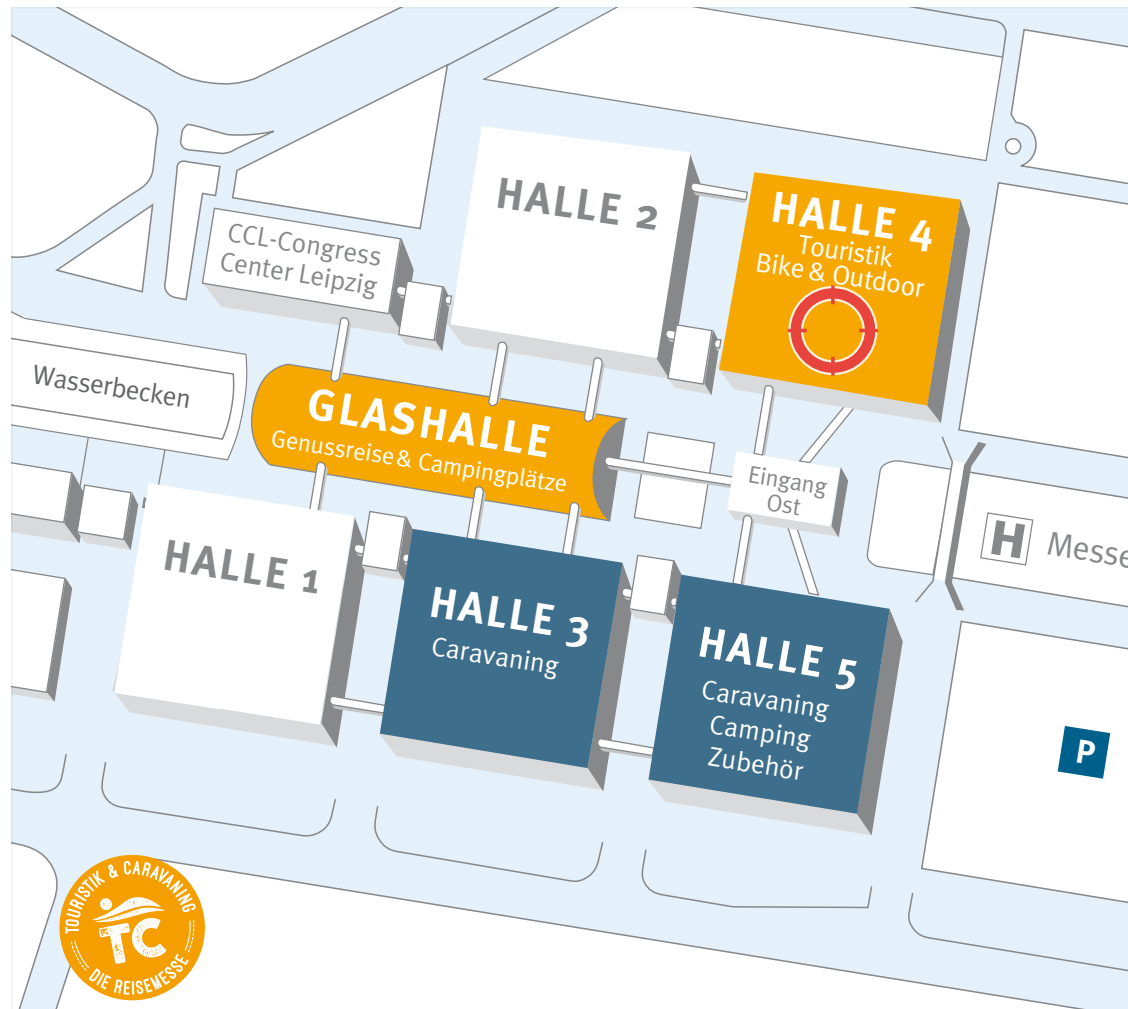 HALLE 2
HALLE 4
Touristik
Bike & Outdoor
CCL-Congress
Center Leipzig
Wasserbecken
GLASHALLE
Genussreise & Campingplätze
Eingang
Ost
H Messe
HALLE 1
HALLE 3
Caravaning
HALLE 5
Caravaning
Camping
Zubehör
P
TOURISTIK & CARAVANING
TC
DIE REISEMESSE